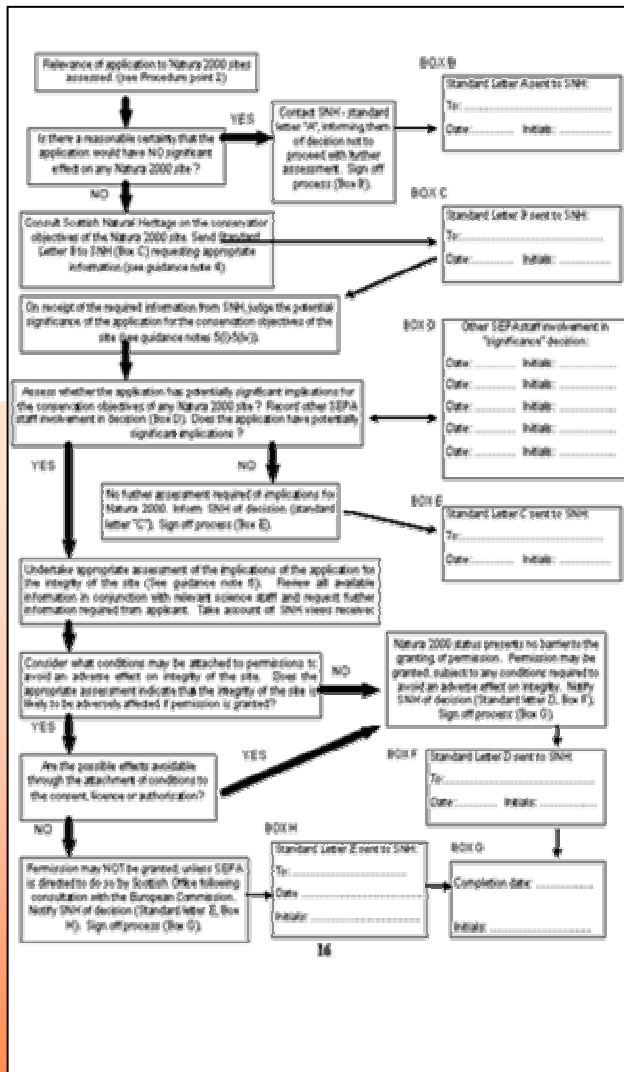 Relevance of application to Natura 2000 sites
assessed. (see Procedure point 2)
BOX B
Standard Letter A sent to SNH:
To:
Date: Initials:
YES
Is there a reasonable certainty that the
application would have NO significant
effect on any Natura 2000 site ?
Contact SNH - standard
letter "A", informing them
of decision not to
proceed with further
assessment. Sign off
process (Box B).
NO
BOX C
Consult Scottish Natural Heritage on the conservation
objectives of the Natura 2000 site. Send Standard
Letter B to SNH (Box C) requesting appropriate
information (see guidance note 4)
Standard Letter B sent to SNH:
To:
Date: Initials:
On receipt of the required information from SNH, judge the potential
significance of the application for the conservation objectives of the
site (see guidance notes
BOX D
Other SEPA staff involvement in
"significance" decision:
Date: Initials:
Date: Initials:
Date: Initials:
Date: Initials:
Date: Initials:
Assess whether the application has potentially significant implications for
the conservation objectives of any Natura 2000 site ? Record other SEPA
staff involvement in decision (Box D). Does the application have potentially
significant implications ?
YES
NO
No further assessment required of implications for
Natura 2000. Inform SNH of decision (standard
letter "C"). Sign off process (Box E).
BOX E
Standard Letter C sent to SNH:
To:
Date: Initials:
Undertake appropriate assessment of the implications of the application for
the integrity of the site (See guidance note 6). Review all available
information in conjunction with relevant science staff and request further
information required from applicant. Take account of SNH views received
Consider what conditions may be attached to permissions to
avoid an adverse effect on integrity of the site. Does the
appropriate assessment indicate that the integrity of the site is
likely to be adversely affected if permission is granted?
NO
Natura 2000 status presents no barrier to the
granting of permission. Permission may be
granted, subject to any conditions required to
avoid an adverse effect on integrity. Notify
SNH of decision (Standard letter D, Box F).
Sign off process (Box G).
YES
Are the possible effects avoidable
through the attachment of conditions to
the consent, licence or authorization?
YES
BOX F
Standard Letter D sent to SNH:
To:
Date: Initials:
NO
Permission may NOT be granted, unless SEPA
is directed to do so by Scottish Office following
consultation with the European Commission.
Notify SNH of decision (Standard letter E, Box
H). Sign off process (Box G).
BOX H
Standard Letter E sent to SNH:
To:
Date
Initials:
BOX G
Completion date:
Initials:
16